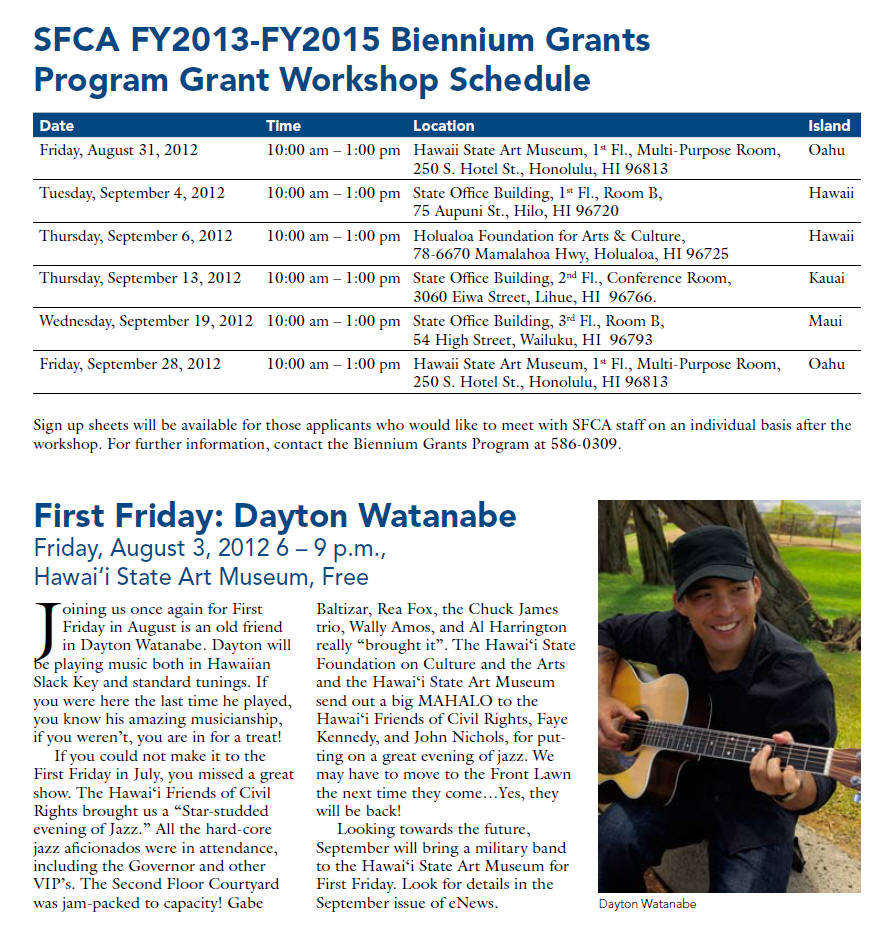 SFCA FY2013-FY2015 Biennium Grants
Program Grant Workshop Schedule
Date Time Location Island
Friday, August 31, 2012 10:00 am – 1:00 pm Hawaii State Art Museum, 1st Fl., Multi-Purpose Room, Oahu
250 S. Hotel St., Honolulu, HI 96813
Tuesday, September 4, 2012 10:00 am – 1:00 pm State Office Building, 1st Fl., Room B, Hawaii
75 Aupuni St., Hilo, HI 96720
Thursday, September 6, 2012 10:00 am – 1:00 pm Holualoa Foundation for Arts & Culture, Hawaii
78-6670 Mamalahoa Hwy, Holualoa, HI 96725
Thursday, September 13, 2012 10:00 am – 1:00 pm State Office Building, 2nd Fl., Conference Room, Kauai
3060 Eiwa Street, Lihue, HI 96766.
Wednesday, September 19, 2012 10:00 am – 1:00 pm State Office Building, 3rd Fl., Room B, Maui
54 High Street, Wailuku, HI 96793
Friday, September 28, 2012 10:00 am – 1:00 pm Hawaii State Art Museum, 1st Fl., Multi-Purpose Room, Oahu
250 S. Hotel St., Honolulu, HI 96813
Sign up sheets will be available for those applicants who would like to meet with SFCA staff on an individual basis after the
workshop. For further information, contact the Biennium Grants Program at 586-0309.
First Friday: Dayton Watanabe
Friday, August 3, 2012 6 – 9 p.m.,
Hawai‘i State Art Museum, Free
Joining us once again for First
Friday in August is an old friend
in Dayton Watanabe. Dayton will
be playing music both in Hawaiian
Slack Key and standard tunings. If
you were here the last time he played,
you know his amazing musicianship,
if you weren’t, you are in for a treat!
If you could not make it to the
First Friday in July, you missed a great
show. The Hawai‘i Friends of Civil
Rights brought us a “Star-studded
evening of Jazz.” All the hard-core
jazz aficionados were in attendance,
including the Governor and other
VIP’s. The Second Floor Courtyard
was jam-packed to capacity! Gabe
Baltizar, Rea Fox, the Chuck James
trio, Wally Amos, and Al Harrington
really “brought it”. The Hawai‘i State
Foundation on Culture and the Arts
and the Hawai‘i State Art Museum
send out a big MAHALO to the
Hawai‘i Friends of Civil Rights, Faye
Kennedy, and John Nichols, for put-
ting on a great evening of jazz. We
may have to move to the Front Lawn
the next time they come…Yes, they
will be back!
Looking towards the future,
September will bring a military band
to the Hawai‘i State Art Museum for
First Friday. Look for details in the
September issue of eNews.
Dayton Watanabe